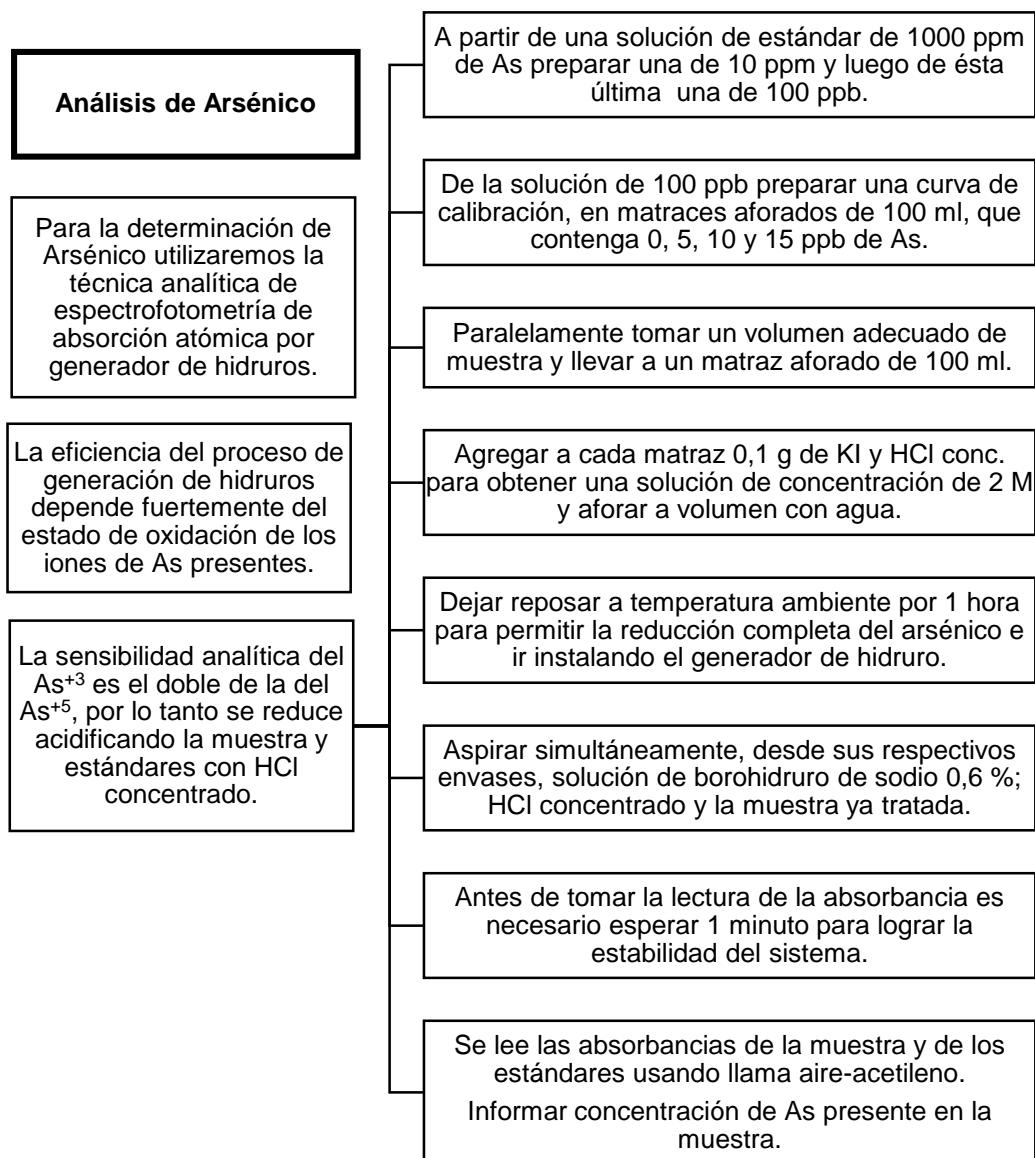 Análisis de Arsénico
Para la determinación de
Arsénico utilizaremos la
técnica analítica de
espectrofotometría de
absorción atómica por
generador de hidruros.
La eficiencia del proceso de
generación de hidruros
depende fuertemente del
estado de oxidación de los
iones de As presentes.
La sensibilidad analítica del
As⁺³ es el doble de la del
As⁺⁵, por lo tanto se reduce
acidificando la muestra y
estándares con HCl
concentrado.
A partir de una solución de estándar de 1000 ppm
de As preparar una de 10 ppm y luego de ésta
última una de 100 ppb.
De la solución de 100 ppb preparar una curva de
calibración, en matraces aforados de 100 ml, que
contenga 0, 5, 10 y 15 ppb de As.
Paralelamente tomar un volumen adecuado de
muestra y llevar a un matraz aforado de 100 ml.
Agregar a cada matraz 0,1 g de KI y HCl conc.
para obtener una solución de concentración de 2 M
y aforar a volumen con agua.
Dejar reposar a temperatura ambiente por 1 hora
para permitir la reducción completa del arsénico e
ir instalando el generador de hidruro.
Aspirar simultáneamente, desde sus respectivos
envases, solución de borohidruro de sodio 0,6 %;
HCl concentrado y la muestra ya tratada.
Antes de tomar la lectura de la absorbancia es
necesario esperar 1 minuto para lograr la
estabilidad del sistema.
Se lee las absorbancias de la muestra y de los
estándares usando llama aire-acetileno.
Informar concentración de As presente en la
muestra.